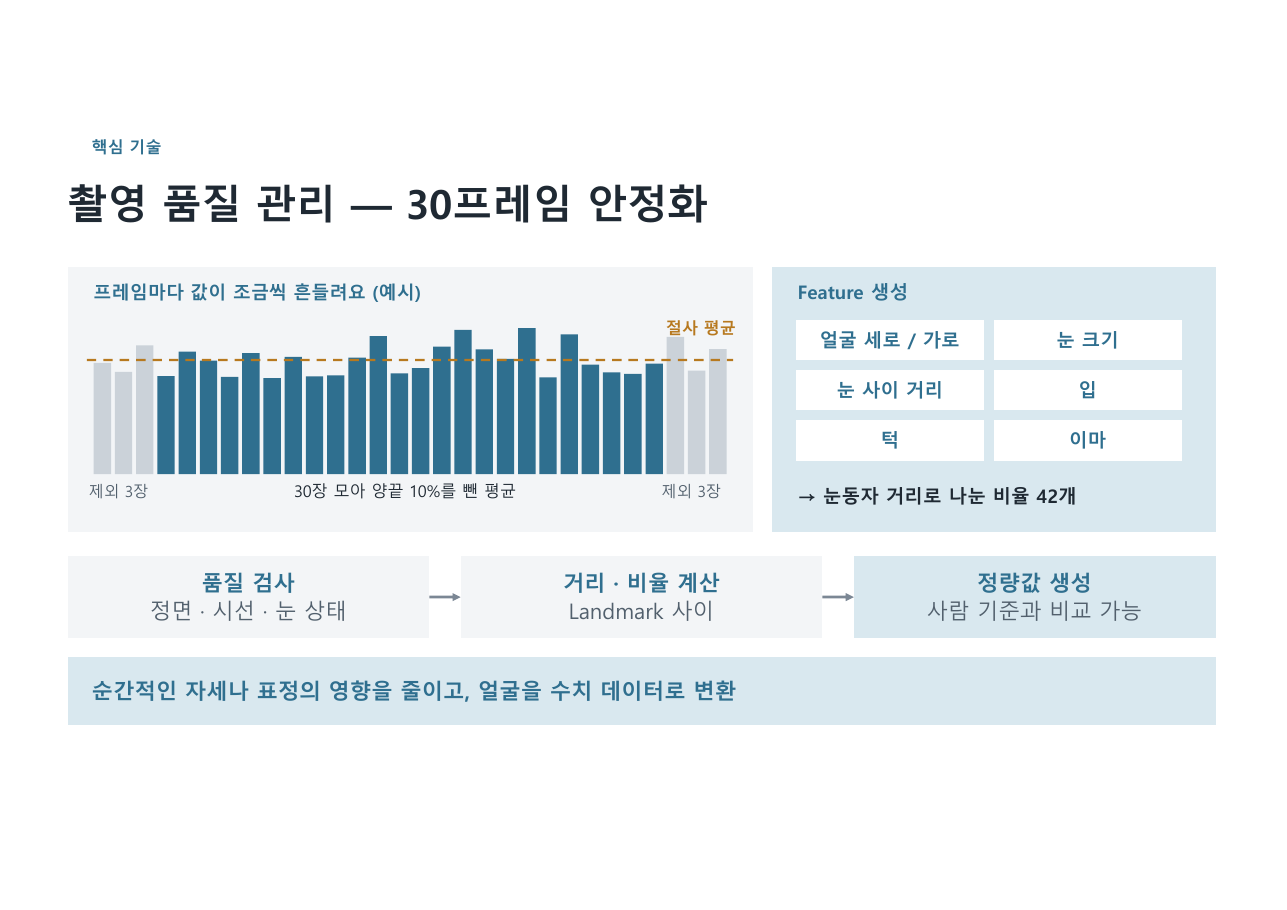 핵심 기술
촬영 품질 관리 — 30프레임 안정화
프레임마다 값이 조금씩 흔들려요 (예시)
절사 평균
제외 3장
30장 모아 양끝 10%를 뺀 평균
제외 3장
Feature 생성
얼굴 세로 / 가로
눈 크기
눈 사이 거리
입
턱
이마
→ 눈동자 거리로 나눈 비율 42개
품질 검사
정면 · 시선 · 눈 상태
거리 · 비율 계산
Landmark 사이
정량값 생성
사람 기준과 비교 가능
순간적인 자세나 표정의 영향을 줄이고, 얼굴을 수치 데이터로 변환